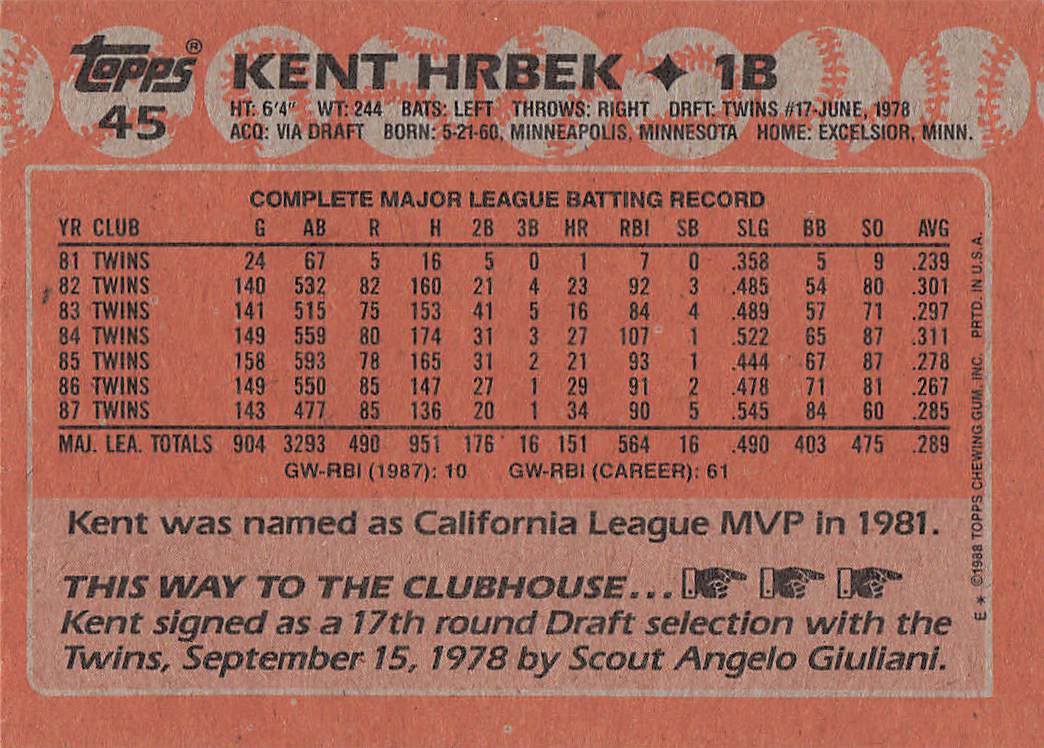 topps® KENT HRBEK ✦ 1B
45 HT: 6'4" WT: 244 BATS: LEFT THROWS: RIGHT DRFT: TWINS #17-JUNE, 1978
ACQ: VIA DRAFT BORN: 5-21-60, MINNEAPOLIS, MINNESOTA HOME: EXCELSIOR, MINN.
COMPLETE MAJOR LEAGUE BATTING RECORD
YR CLUB G AB R H 2B 3B HR RBI SB SLG BB SO AVG
81 TWINS 24 67 5 16 5 0 1 7 0 .358 5 9 .239
82 TWINS 140 532 82 160 21 4 23 92 3 .485 54 80 .301
83 TWINS 141 515 75 153 41 5 16 84 4 .489 57 71 .297
84 TWINS 149 559 80 174 31 3 27 107 1 .522 65 87 .311
85 TWINS 158 593 78 165 31 2 21 93 1 .444 67 87 .278
86 TWINS 149 550 85 147 27 1 29 91 2 .478 71 81 .267
87 TWINS 143 477 85 136 20 1 34 90 5 .545 84 60 .285
MAJ. LEA. TOTALS 904 3293 490 951 176 16 151 564 16 .490 403 475 .289
GW-RBI (1987): 10 GW-RBI (CAREER): 61
Kent was named as California League MVP in 1981.
THIS WAY TO THE CLUBHOUSE...
Kent signed as a 17th round Draft selection with the
Twins, September 15, 1978 by Scout Angelo Giuliani.
E* ©1988 TOPPS CHEWING GUM, INC. PRTD. IN U.S.A.